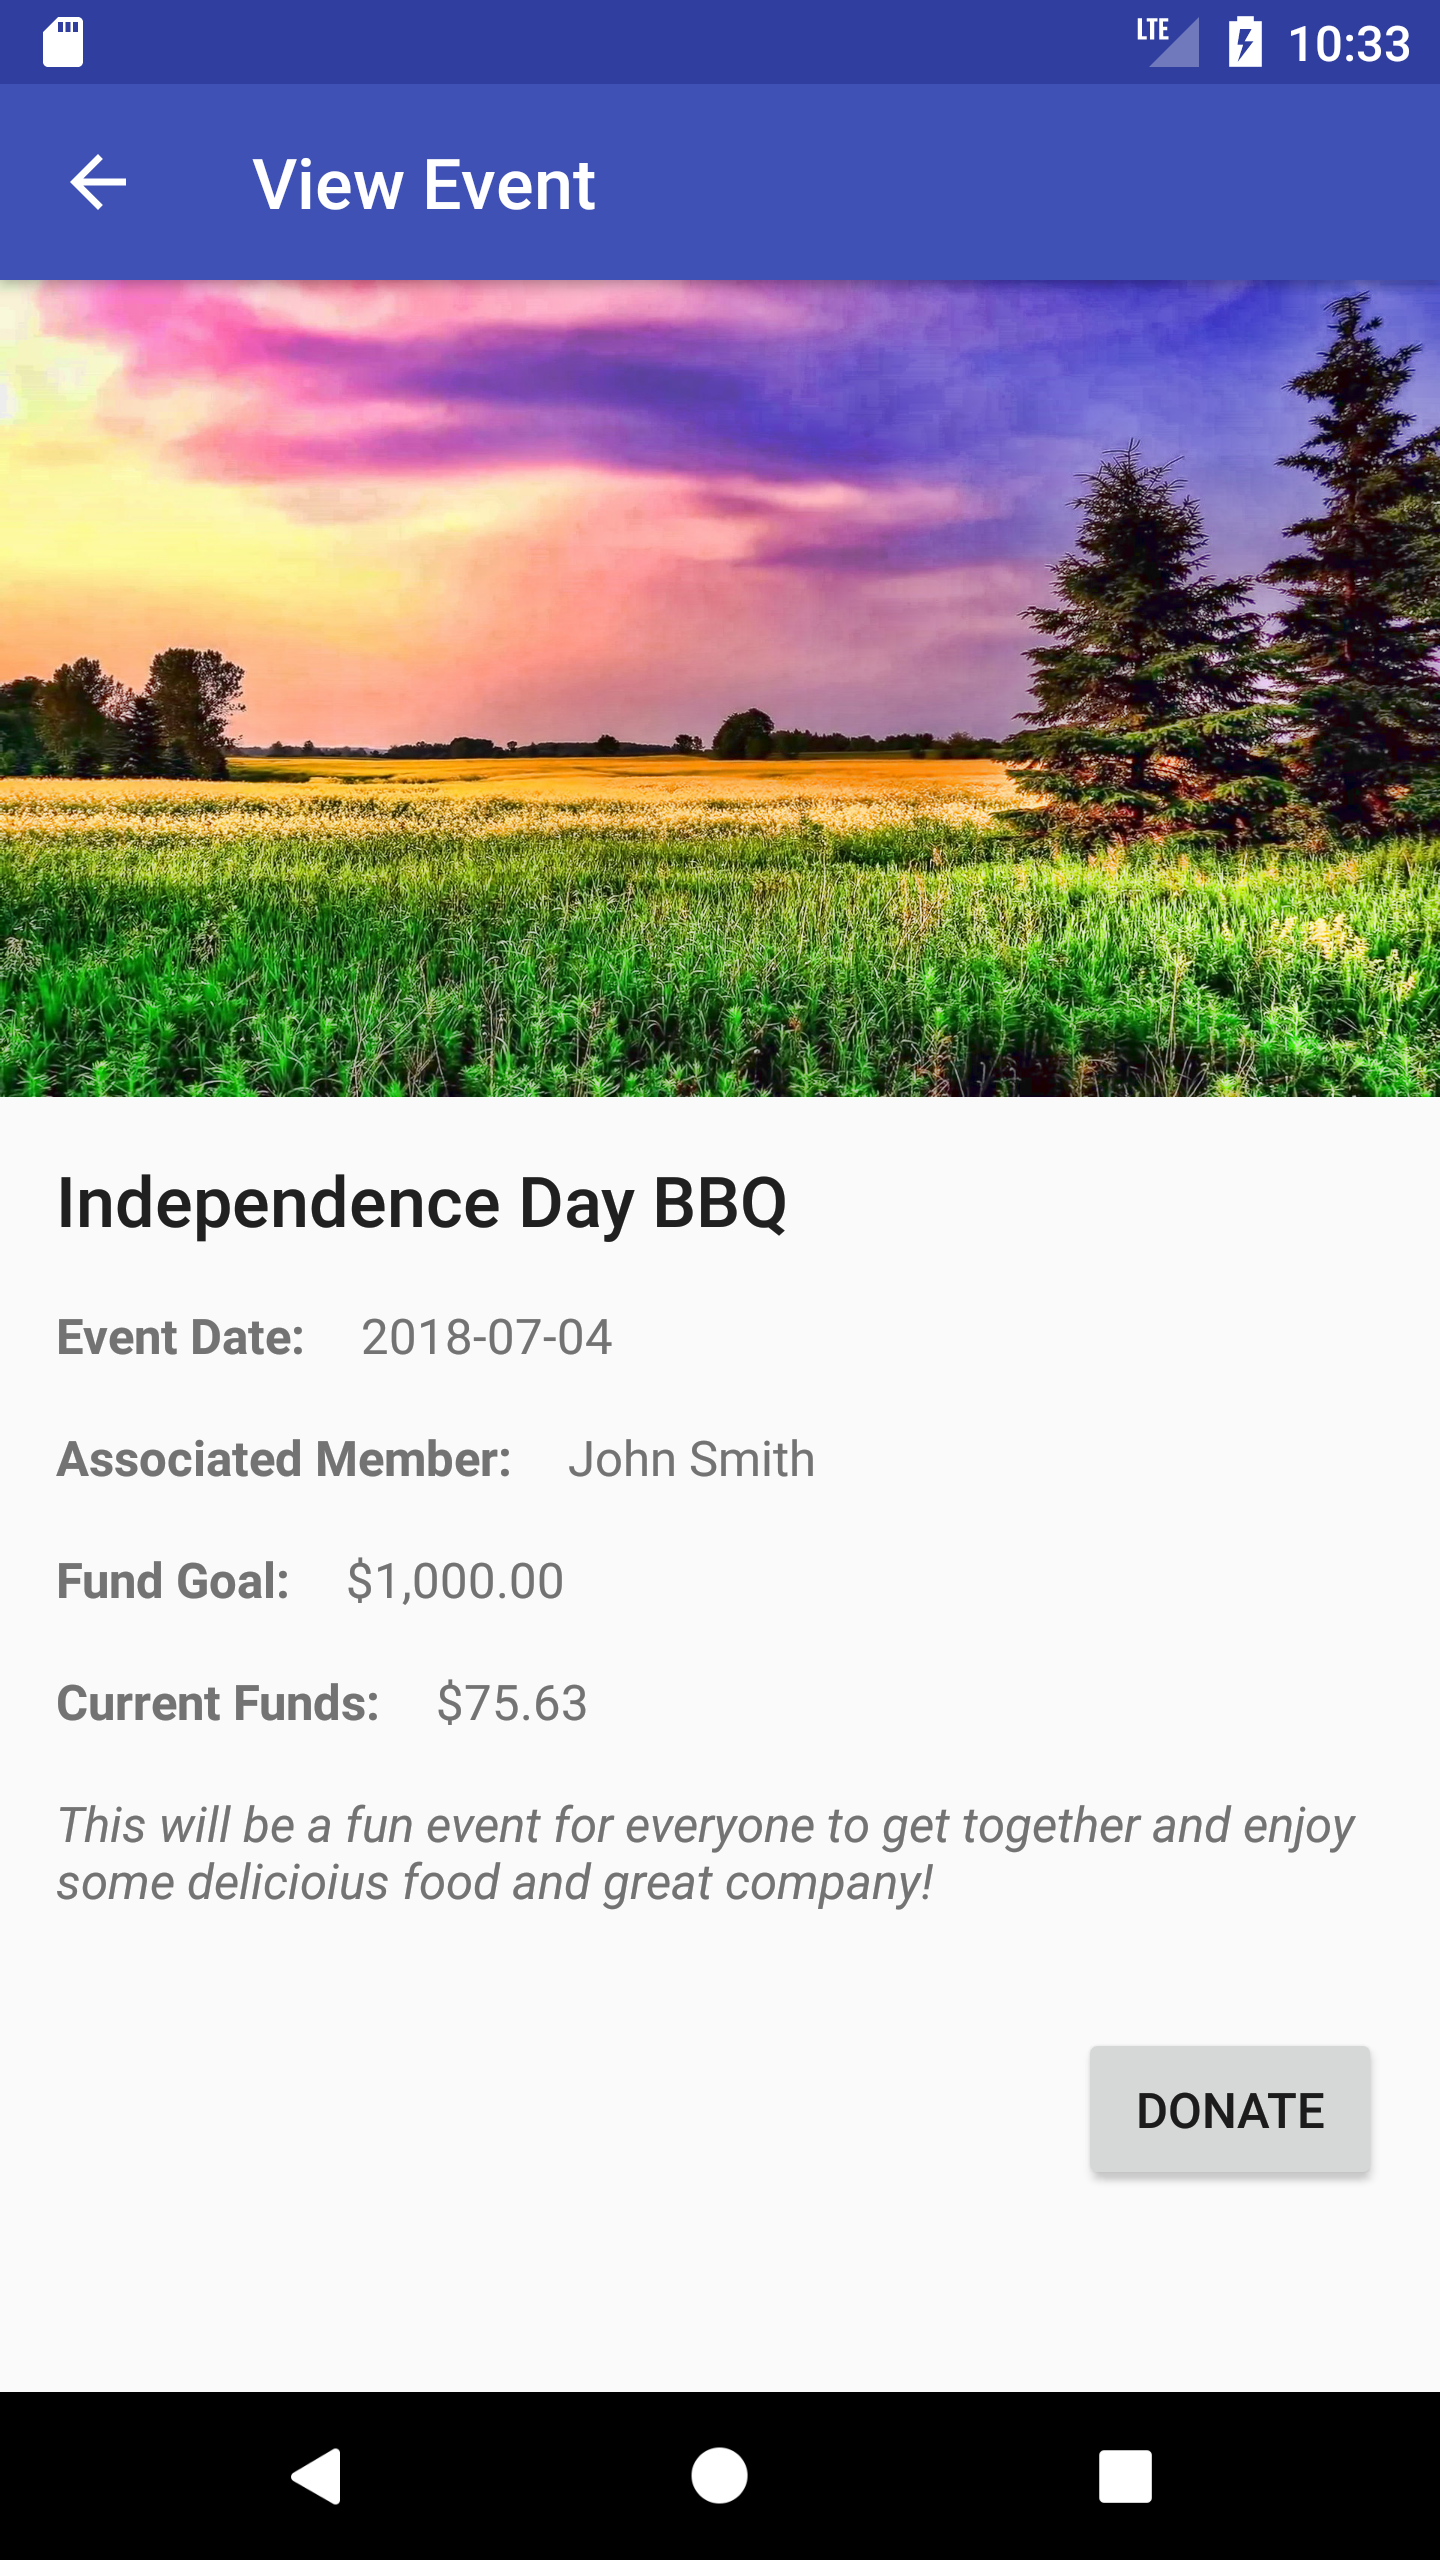 LTE 10:33
View Event
Independence Day BBQ
Event Date: 2018-07-04
Associated Member: John Smith
Fund Goal: $1,000.00
Current Funds: $75.63
This will be a fun event for everyone to get together and enjoy
some delicioius food and great company!
DONATE